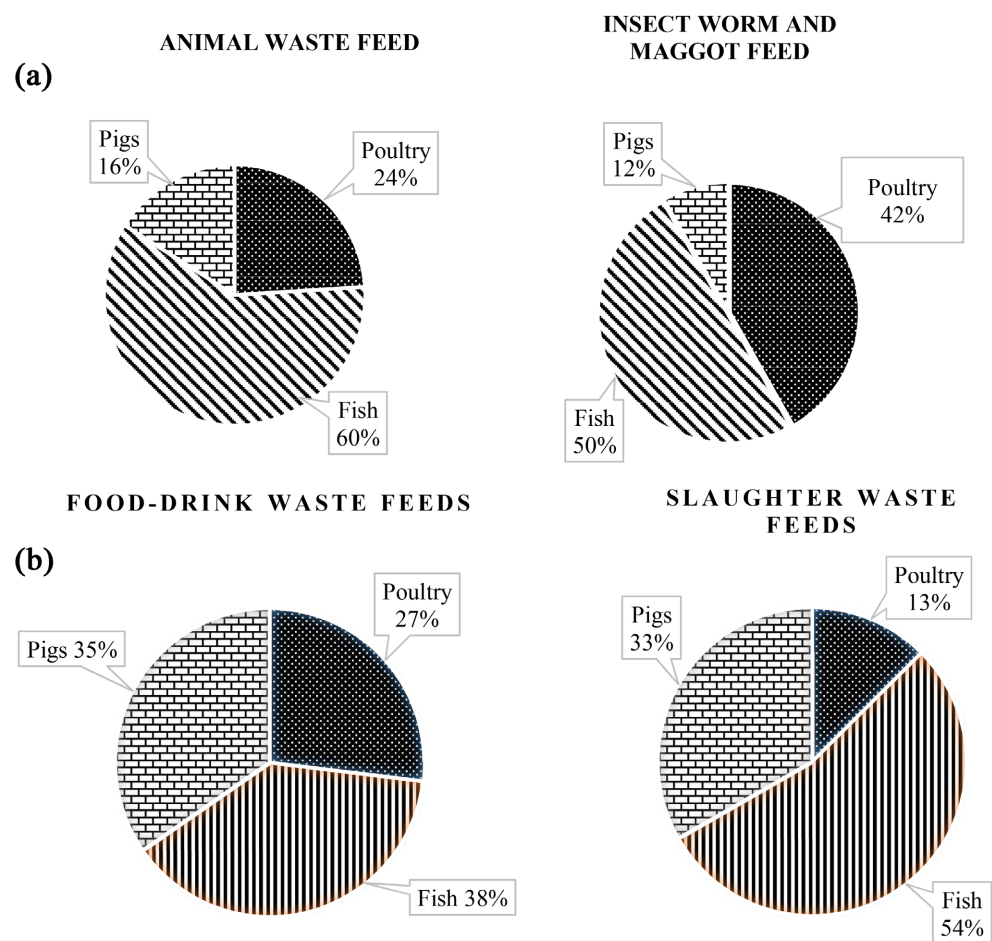 ANIMAL WASTE FEED
INSECT WORM AND
MAGGOT FEED
(a)
Pigs
16%
Poultry
24%
Fish
60%
Pigs
12%
Poultry
42%
Fish
50%
FOOD-DRINK WASTE FEEDS
SLAUGHTER WASTE
FEEDS
(b)
Pigs 35%
Poultry
27%
Fish 38%
Pigs
33%
Poultry
13%
Fish
54%